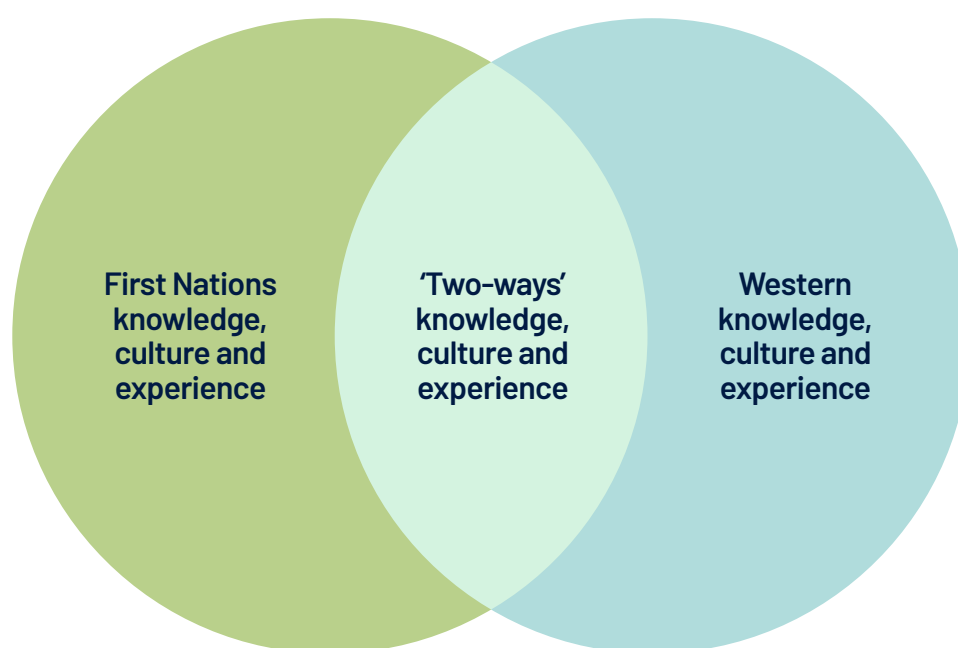 First Nations
knowledge,
culture and
experience
‘Two-ways’
knowledge,
culture and
experience
Western
knowledge,
culture and
experience